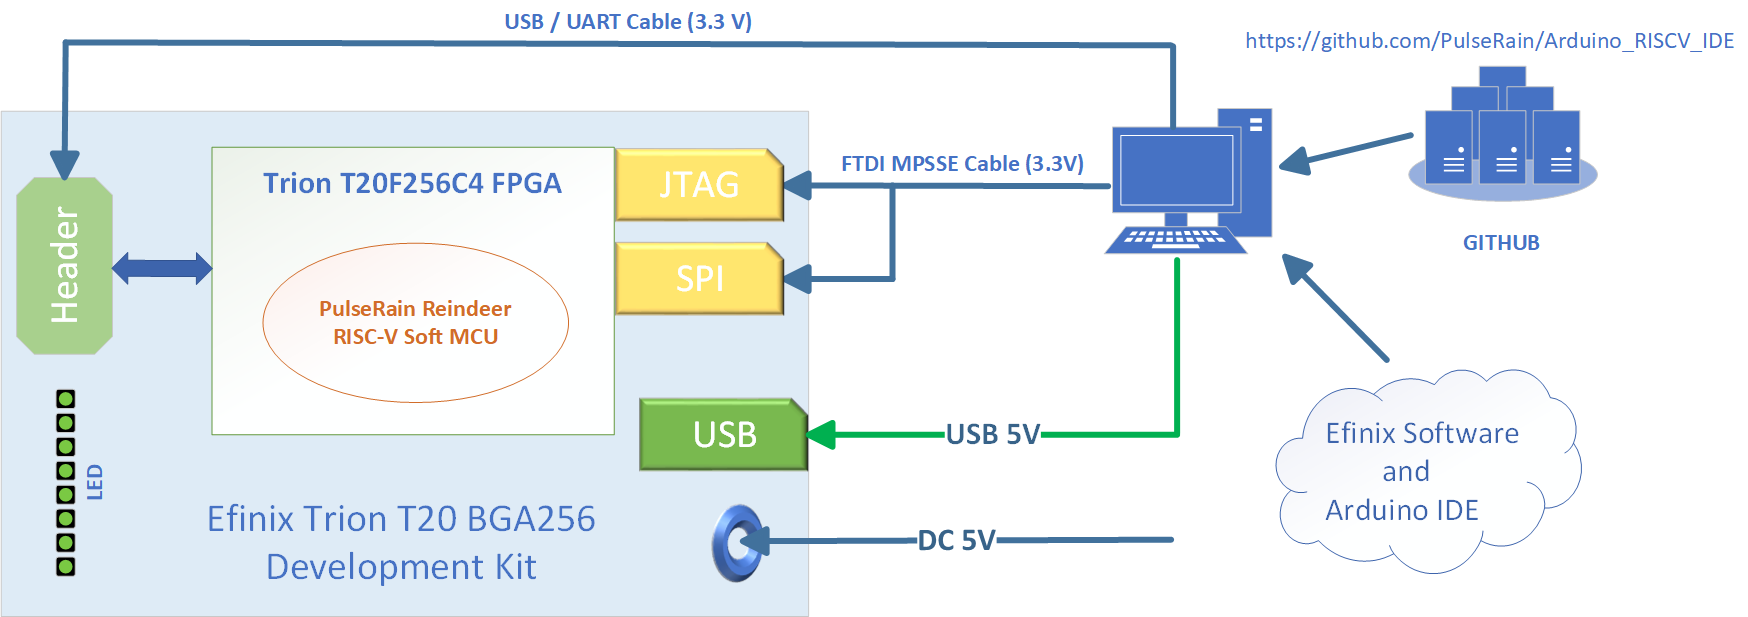 USB / UART Cable (3.3 V)
https://github.com/PulseRain/Arduino_RISCV_IDE
Trion T20F256C4 FPGA
JTAG
FTDI MPSSE Cable (3.3V)
Header
SPI
GITHUB
PulseRain Reindeer
RISC-V Soft MCU
USB
USB 5V
Efinix Software
and
Arduino IDE
LED
Efinix Trion T20 BGA256
Development Kit
DC 5V